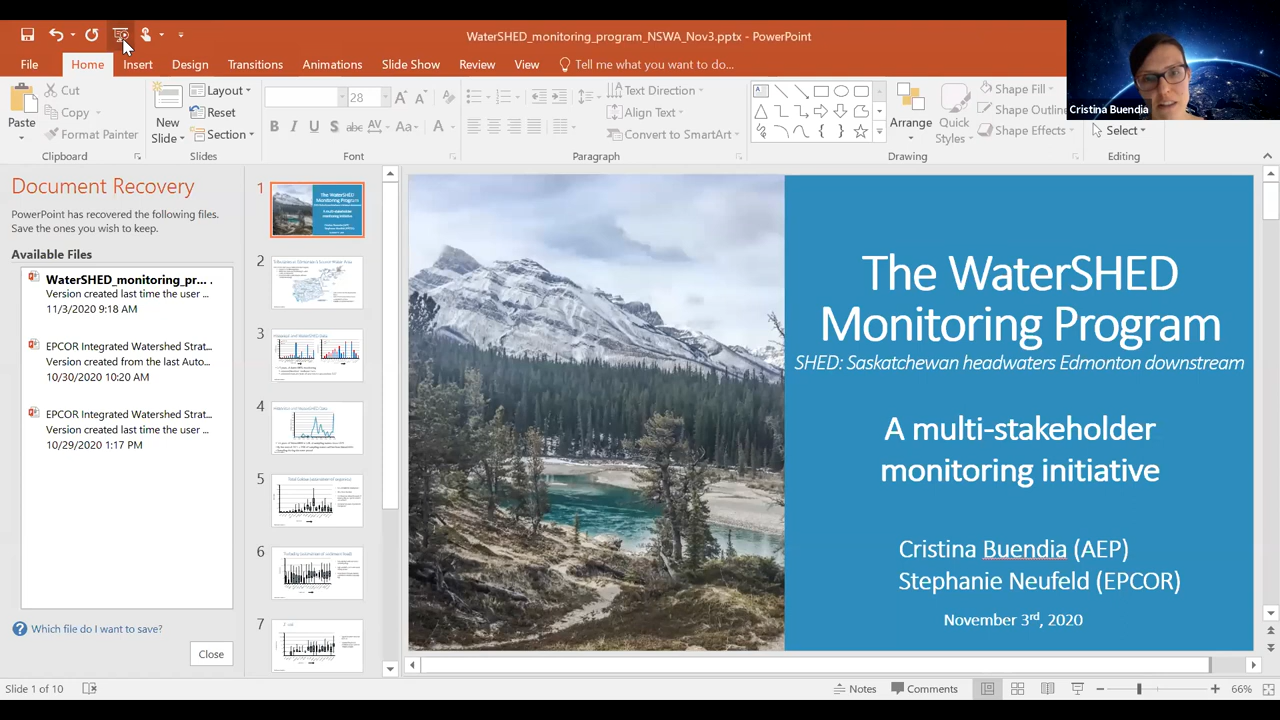 WaterSHED_monitoring_program_NSWA_Nov3.pptx - PowerPoint
File Home Insert Design Transitions Animations Slide Show Review View Tell me what you want to do...
Cristina Buendia
Paste
Cut
Copy
Format Painter
Clipboard
New
Slide
Layout
Reset
Section
Slides
28
Font
Text Direction
Align Text
Convert to SmartArt
Paragraph
Arrange
Quick
Styles
Shape Fill
Shape Outline
Shape Effects
Drawing
Select
Editing
Document Recovery
PowerPoint has recovered the following files.
Save the ones you wish to keep.
Available Files
WaterSHED_monitoring_pr... .
Version created last time the user ...
11/3/2020 9:18 AM
EPCOR Integrated Watershed Strat...
Version created from the last Auto...
10/30/2020 10:20 AM
EPCOR Integrated Watershed Strat...
Version created last time the user ...
10/29/2020 1:17 PM
Which file do I want to save?
Close
1
2
3
4
5
6
7
The WaterSHED
Monitoring Program
SHED: Saskatchewan headwaters Edmonton downstream
A multi-stakeholder
monitoring initiative
Cristina Buendia (AEP)
Stephanie Neufeld (EPCOR)
November 3rd, 2020
Slide 1 of 10
Notes
Comments
66%